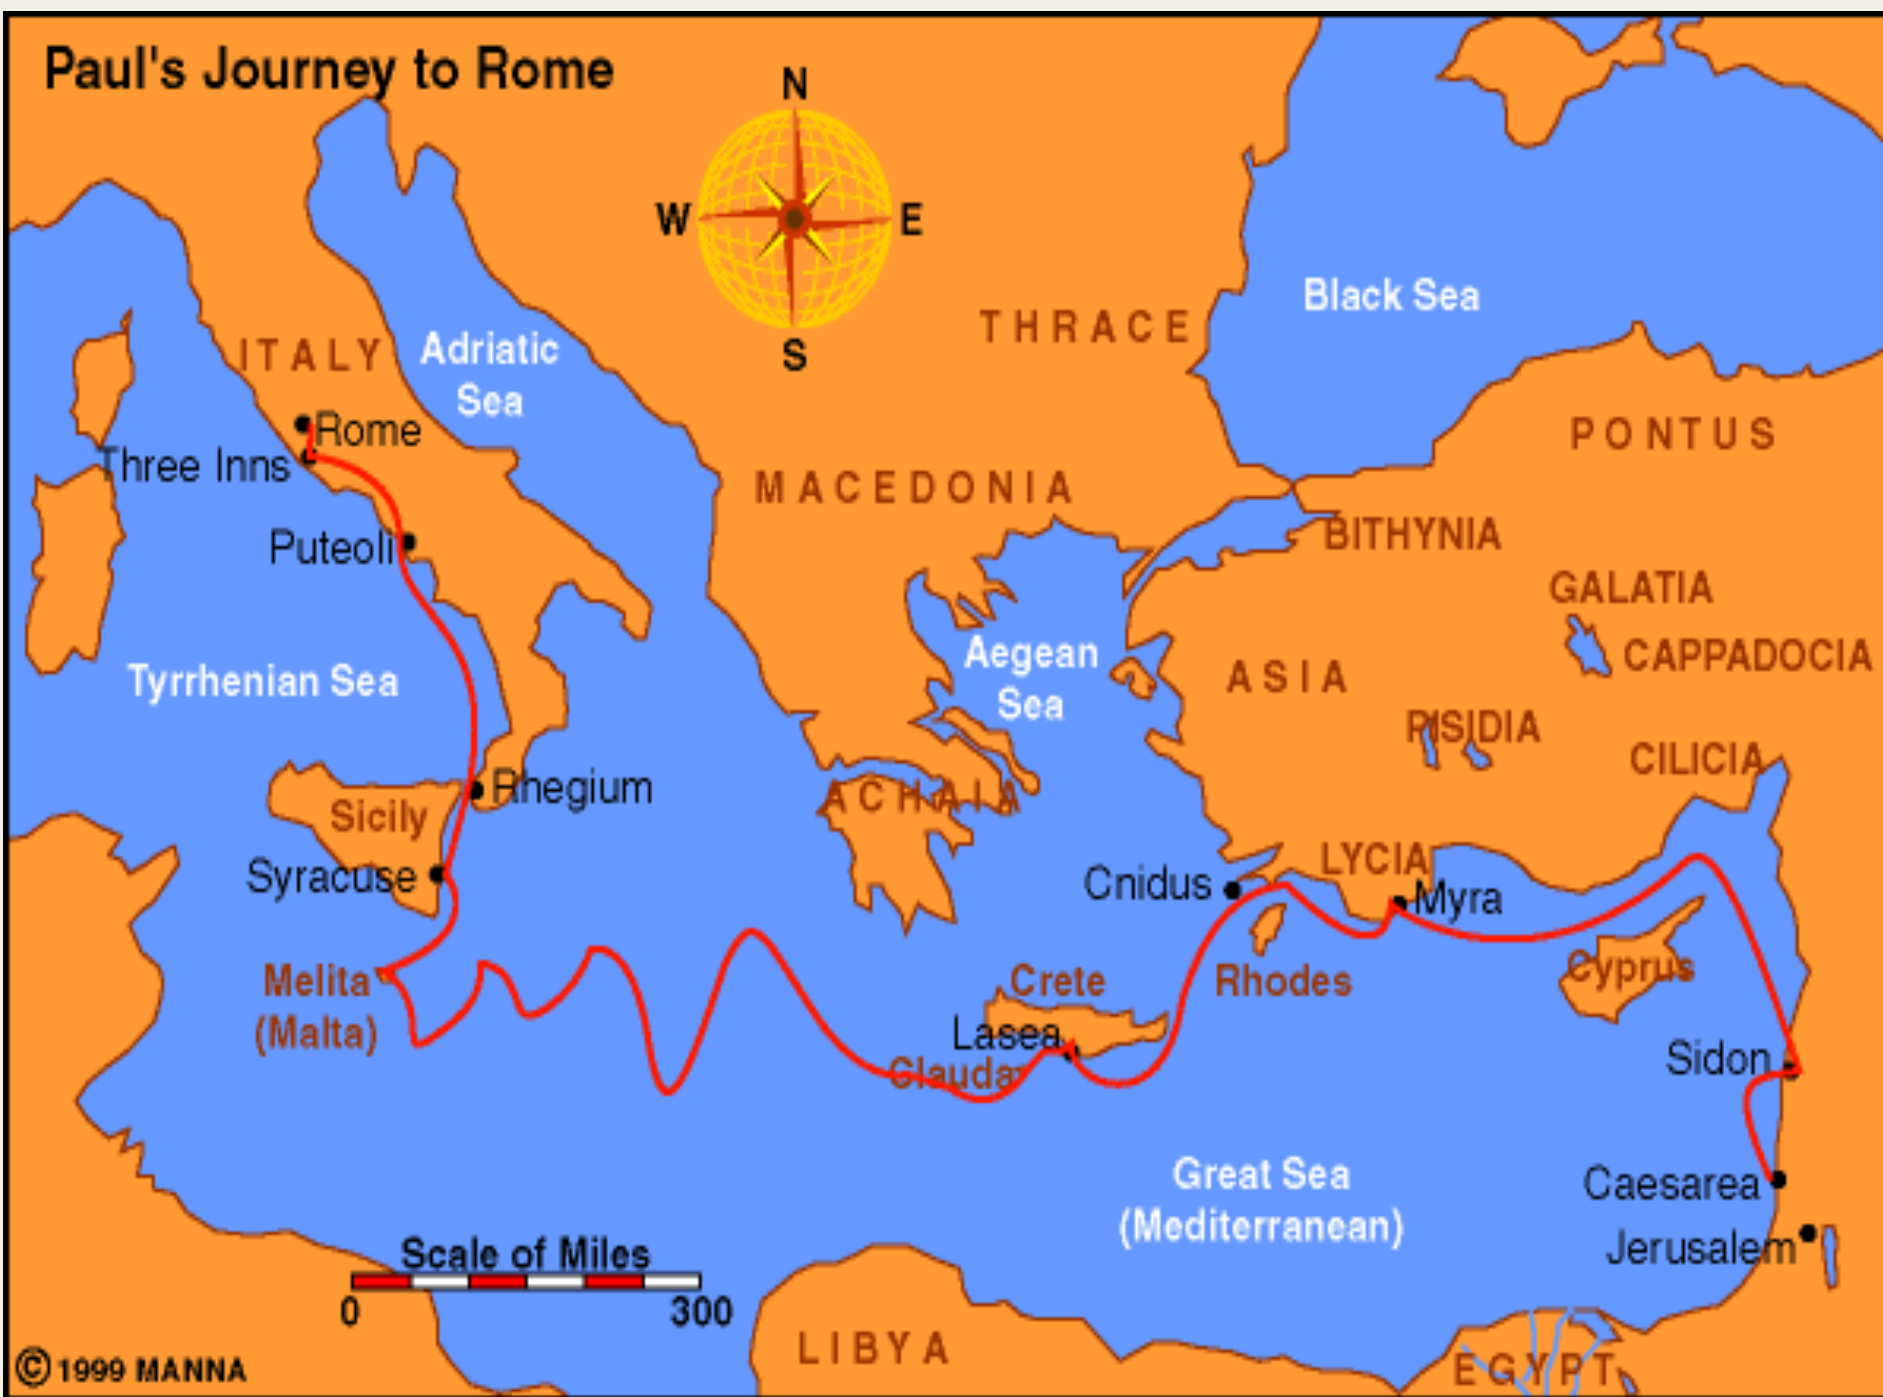 Paul's Journey to Rome
N
W
E
S
Black Sea
THRACE
ITALY
Adriatic
Sea
Rome
Three Inns
PONTUS
MACEDONIA
BITHYNIA
Puteoli
GALATIA
CAPPADOCIA
Aegean
Sea
ASIA
Tyrrhenian Sea
PISIDIA
CILICIA
Rhegium
ACHAIA
Sicily
LYCIA
Syracuse
Cnidus
Myra
Melita
(Malta)
Crete
Rhodes
Cyprus
Lasea
Clauda
Sidon
Great Sea
(Mediterranean)
Caesarea
Jerusalem
Scale of Miles
0
300
LIBYA
EGYPT
© 1999 MANNA